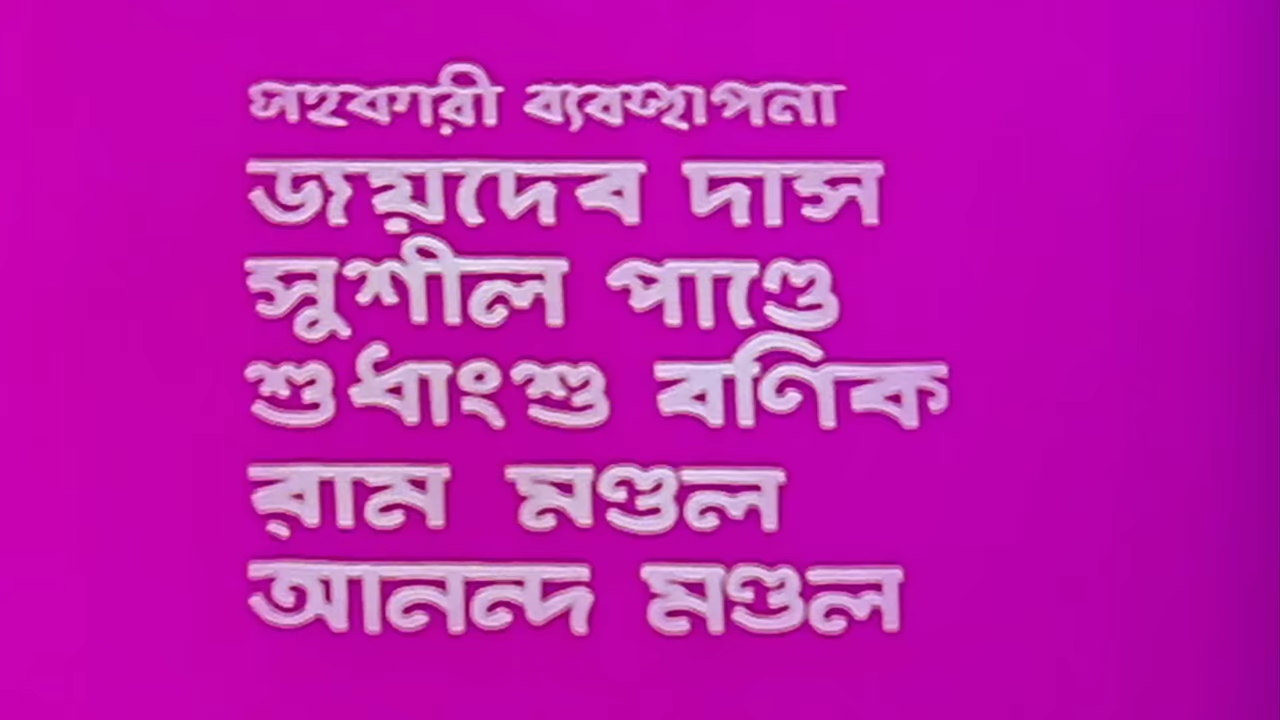 সহকারী ব্যবস্থাপনা
জয়দেব দাস
সুশীল পাণ্ডে
শুধাংশু বণিক
রাম মণ্ডল
আনন্দ মণ্ডল